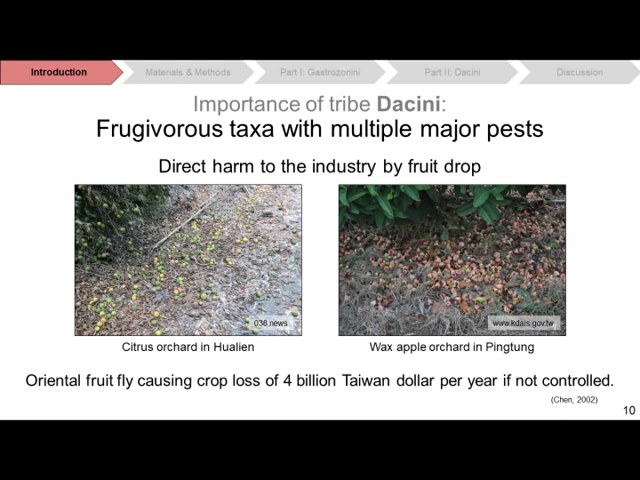 Introduction
Materials & Methods
Part I: Gastrozonini
Part II: Dacini
Discussion
Importance of tribe Dacini:
Frugivorous taxa with multiple major pests
Direct harm to the industry by fruit drop
038.news
www.kdais.gov.tw
Citrus orchard in Hualien
Wax apple orchard in Pingtung
Oriental fruit fly causing crop loss of 4 billion Taiwan dollar per year if not controlled.
(Chen, 2002)
10